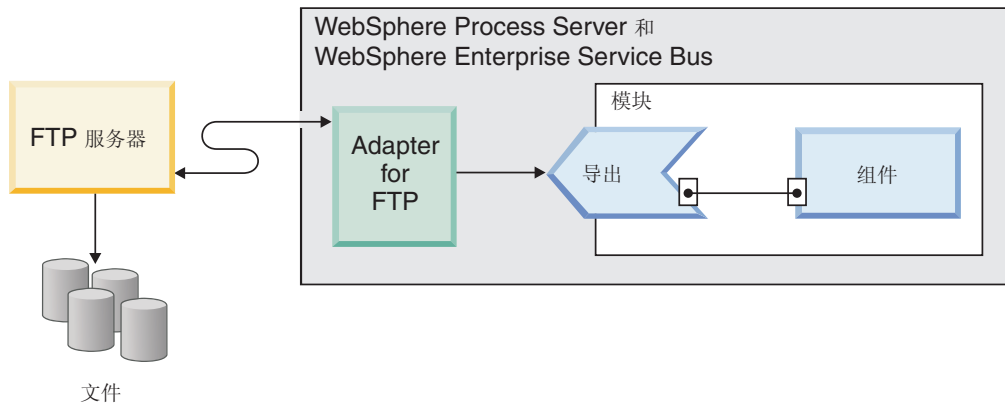 WebSphere Process Server 和
WebSphere Enterprise Service Bus
模块
FTP 服务器
Adapter
for
FTP
导出
组件
文件